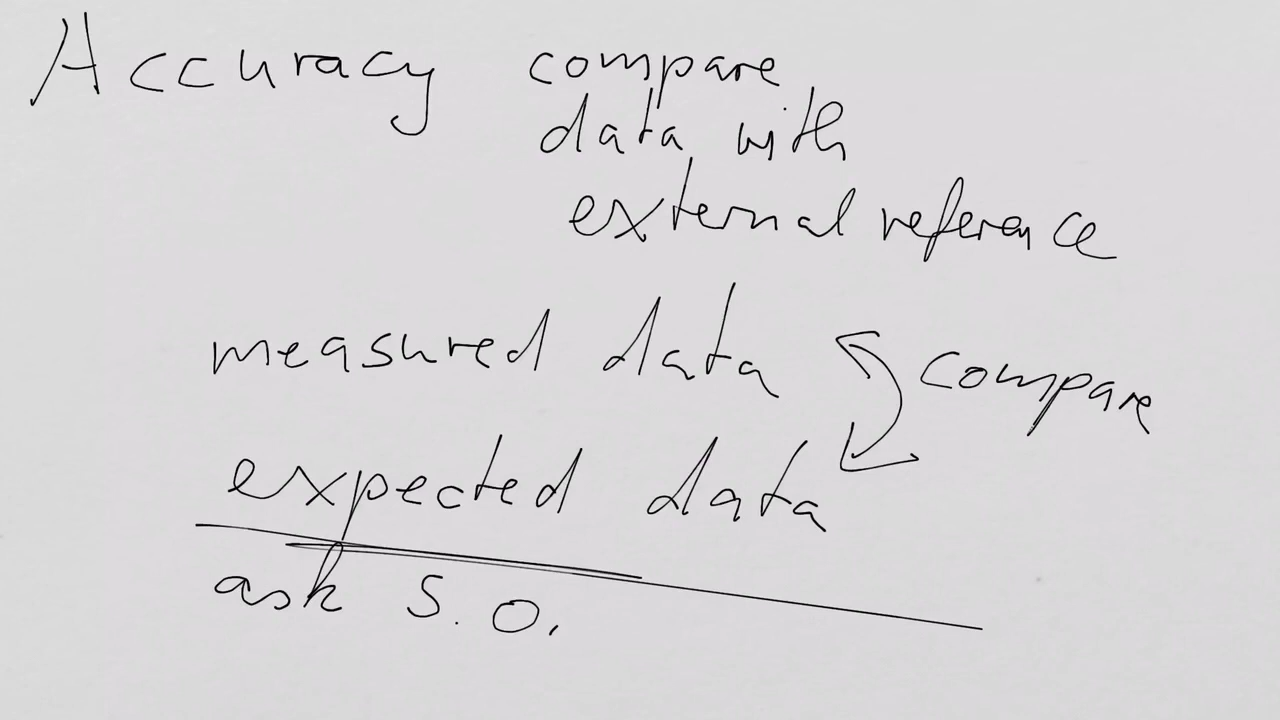 Accuracy compare
data with
external reference
measured data
compare
expected data
ask s.o.